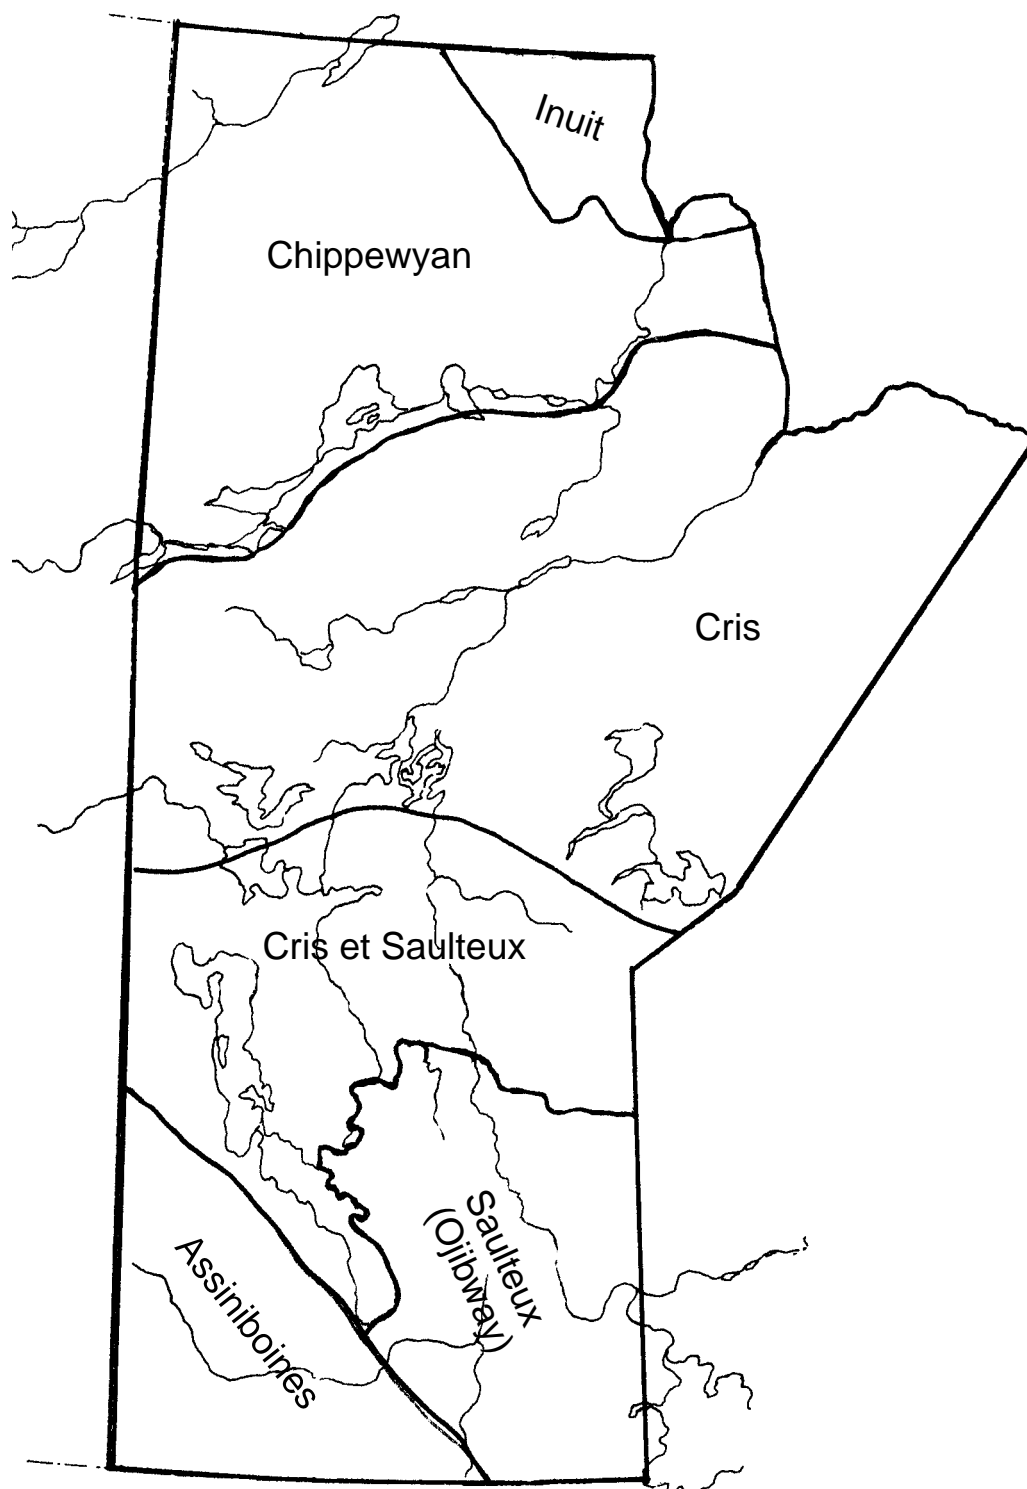 Inuit
Chippewyan
Cris
Cris et Saulteux
Saulteux
(Ojibway)
Assiniboines